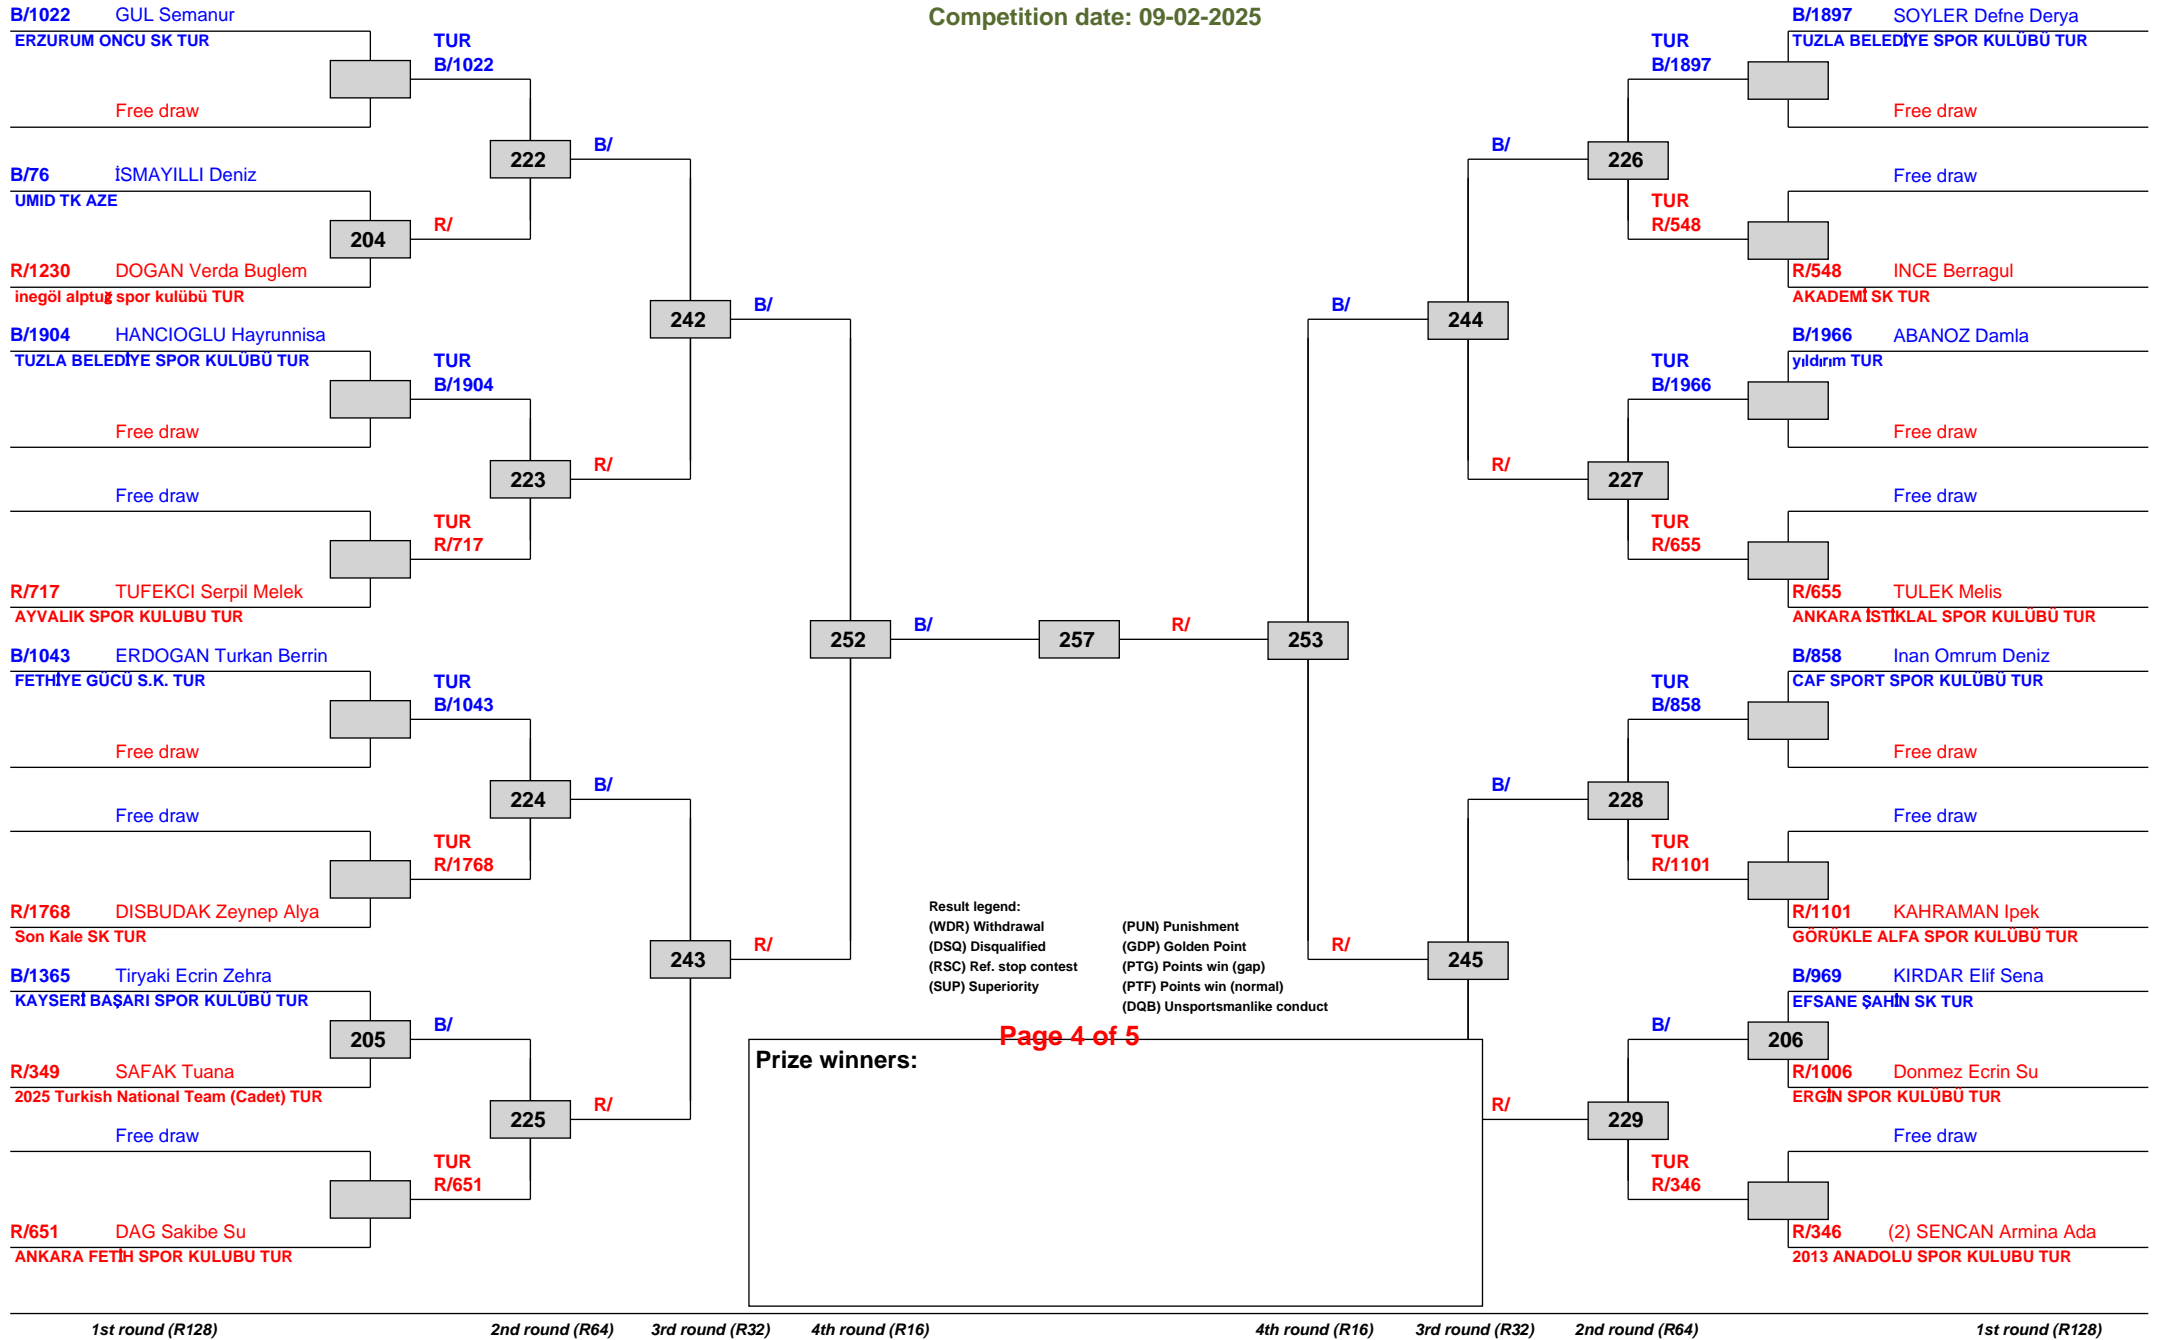 Competition date: 09-02-2025
B/1022 GUL Semanur
ERZURUM ONCU SK TUR
TUR
B/1022
Free draw
222
B/
B/76 İSMAYILLI Deniz
UMID TK AZE
204
R/
R/1230 DOGAN Verda Buglem
inegöl alptuğ spor kulübü TUR
242
B/
B/1904 HANCIOGLU Hayrunnisa
TUZLA BELEDİYE SPOR KULÜBÜ TUR
TUR
B/1904
Free draw
223
R/
Free draw
TUR
R/717
R/717 TUFEKCI Serpil Melek
AYVALIK SPOR KULUBU TUR
252
B/
257
R/
253
B/1043 ERDOGAN Turkan Berrin
FETHİYE GÜCÜ S.K. TUR
TUR
B/1043
Free draw
224
B/
Free draw
TUR
R/1768
R/1768 DISBUDAK Zeynep Alya
Son Kale SK TUR
243
R/
B/1365 Tiryaki Ecrin Zehra
KAYSERİ BAŞARI SPOR KULÜBÜ TUR
205
B/
R/349 SAFAK Tuana
2025 Turkish National Team (Cadet) TUR
225
R/
Free draw
TUR
R/651
R/651 DAG Sakibe Su
ANKARA FETİH SPOR KULUBU TUR
B/1897 SOYLER Defne Derya
TUZLA BELEDİYE SPOR KULÜBÜ TUR
TUR
B/1897
Free draw
B/
226
Free draw
TUR
R/548
R/548 INCE Berragul
AKADEMİ SK TUR
B/
244
B/1966 ABANOZ Damla
yıldırım TUR
TUR
B/1966
Free draw
R/
227
Free draw
TUR
R/655
R/655 TULEK Melis
ANKARA İSTİKLAL SPOR KULÜBÜ TUR
B/858 Inan Omrum Deniz
CAF SPORT SPOR KULÜBÜ TUR
TUR
B/858
Free draw
B/
228
Free draw
TUR
R/1101
R/1101 KAHRAMAN Ipek
GÖRÜKLE ALFA SPOR KULÜBÜ TUR
R/
245
B/969 KIRDAR Elif Sena
EFSANE ŞAHİN SK TUR
B/
206
R/1006 Donmez Ecrin Su
ERGİN SPOR KULÜBÜ TUR
R/
229
Free draw
TUR
R/346
R/346 (2) SENCAN Armina Ada
2013 ANADOLU SPOR KULUBU TUR
Result legend:
(WDR) Withdrawal (PUN) Punishment
(DSQ) Disqualified (GDP) Golden Point
(RSC) Ref. stop contest (PTG) Points win (gap)
(SUP) Superiority (PTF) Points win (normal)
(DQB) Unsportsmanlike conduct
Page 4 of 5
Prize winners:
1st round (R128) 2nd round (R64) 3rd round (R32) 4th round (R16) 4th round (R16) 3rd round (R32) 2nd round (R64) 1st round (R128)